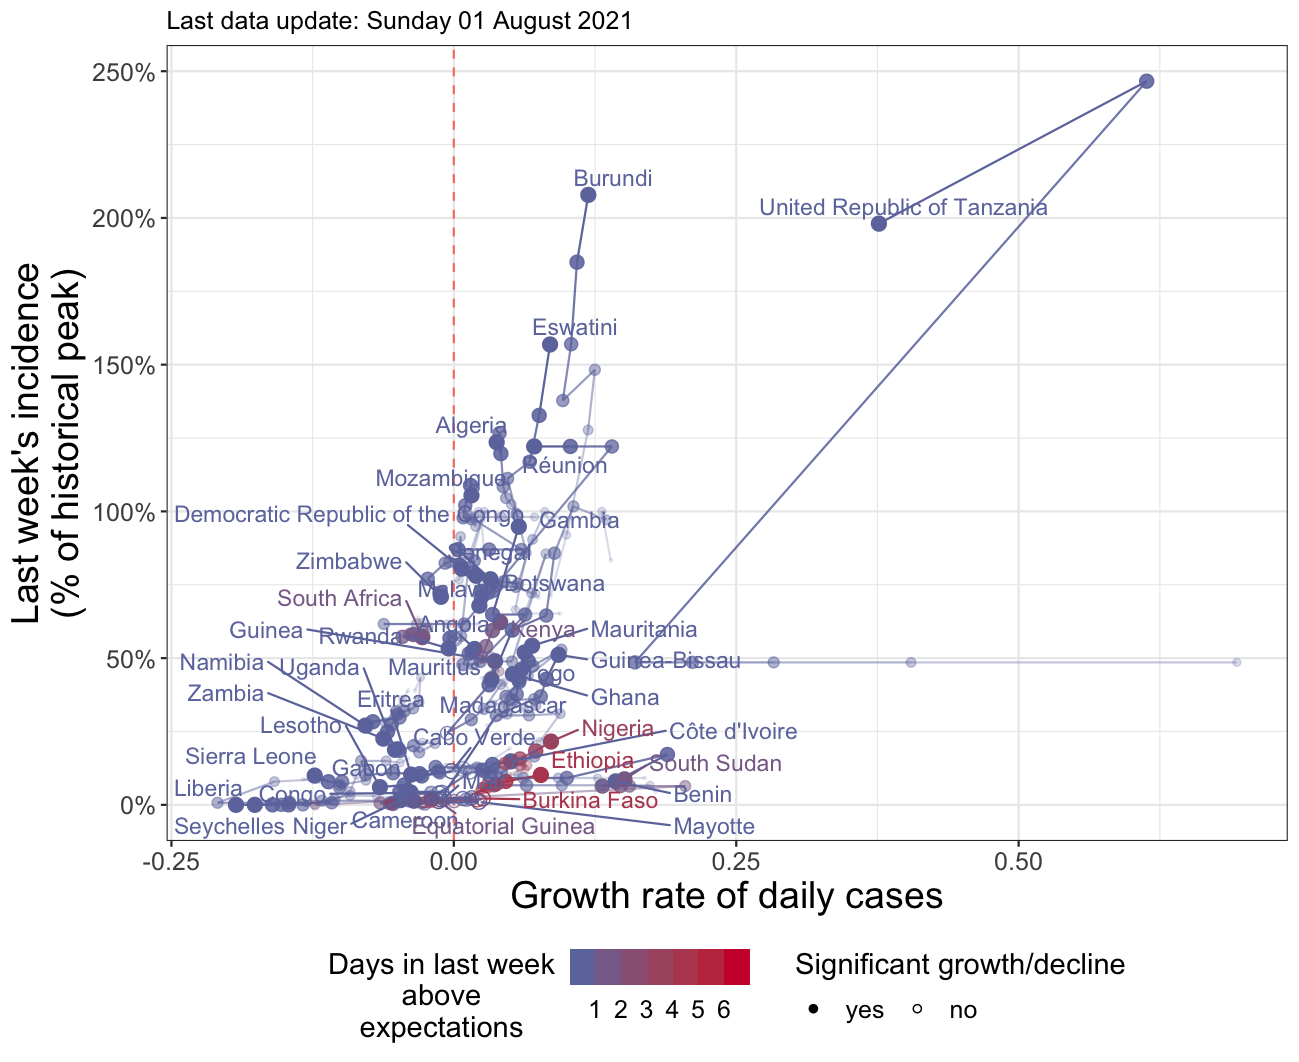 Last data update: Sunday 01 August 2021
Last week's incidence
(% of historical peak)
250%
200%
150%
100%
50%
0%
Burundi
United Republic of Tanzania
Eswatini
Algeria
Réunion
Mozambique
Democratic Republic of the Congo
Gambia
Senegal
Zimbabwe
Malawi
Botswana
South Africa
Angola
Guinea
Rwanda
Kenya
Mauritania
Namibia
Uganda
Mauritius
Togo
Guinea-Bissau
Zambia
Eritrea
Madagascar
Ghana
Lesotho
Cabo Verde
Nigeria
Côte d'Ivoire
Sierra Leone
Gabon
Ethiopia
South Sudan
Liberia
Congo
Burkina Faso
Benin
Seychelles
Niger
Cameroon
Equatorial Guinea
Mayotte
-0.25
0.00
0.25
0.50
Growth rate of daily cases
Days in last week
above
expectations
1 2 3 4 5 6
Significant growth/decline
yes
no